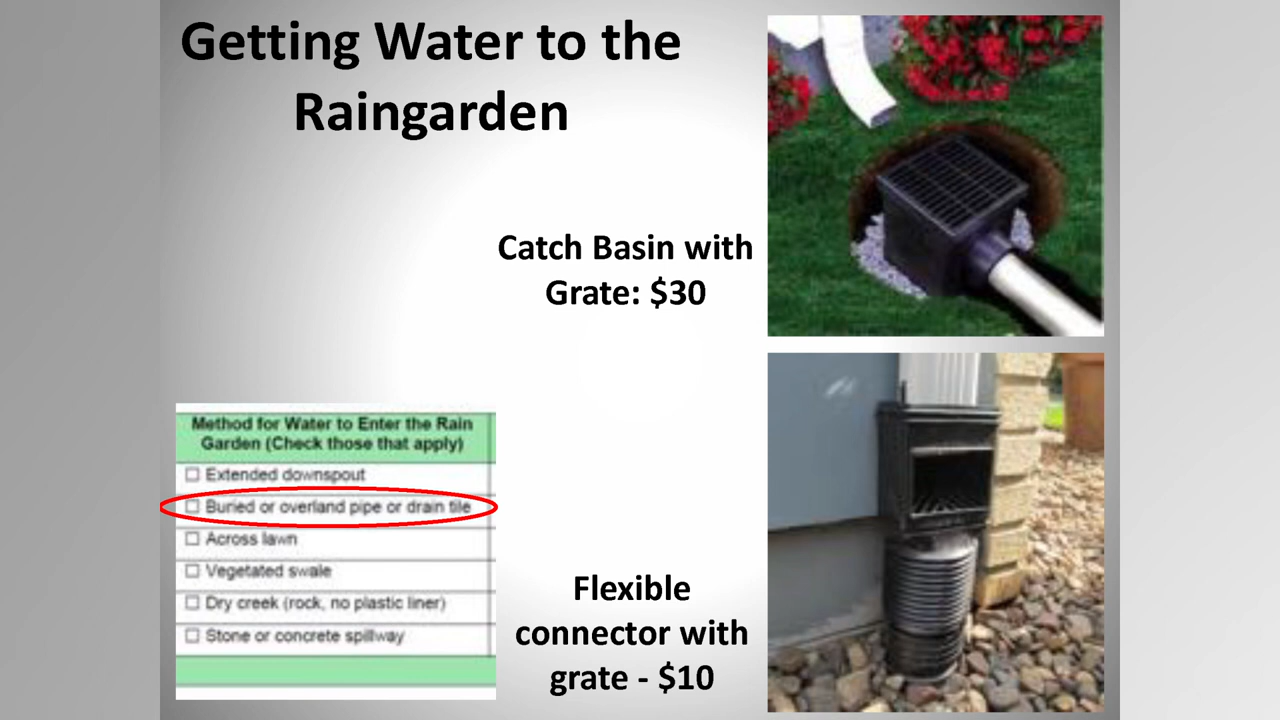 Getting Water to the
Raingarden
Catch Basin with
Grate: $30
Method for Water to Enter the Rain
Garden (Check those that apply)
Extended downspout
Buried or overland pipe or drain tile
Across lawn
Vegetated swale
Dry creek (rock, no plastic liner)
Stone or concrete spillway
Flexible
connector with
grate - $10